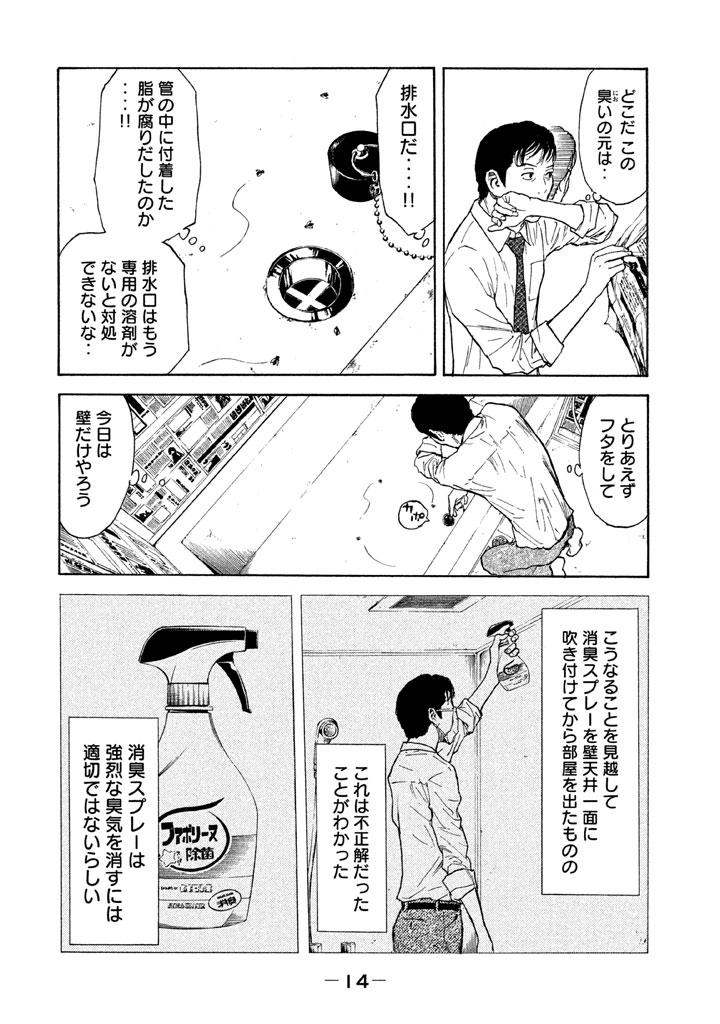 どこだ この
臭いの元は‥
にお
排水口だ‥‥!!
管の中に付着した
脂が腐りだしたのか
‥‥!!
排水口はもう
専用の溶剤が
ないと対処
できないな‥
とりあえず
フタをして
カポ
今日は
壁だけやろう
こうなることを見越して
消臭スプレーを壁天井一面に
吹き付けてから部屋を出たものの
これは不正解だった
ことがわかった
消臭スプレーは
強烈な臭気を消すには
適切ではないらしい
ファボリーヌ
除菌
—14—